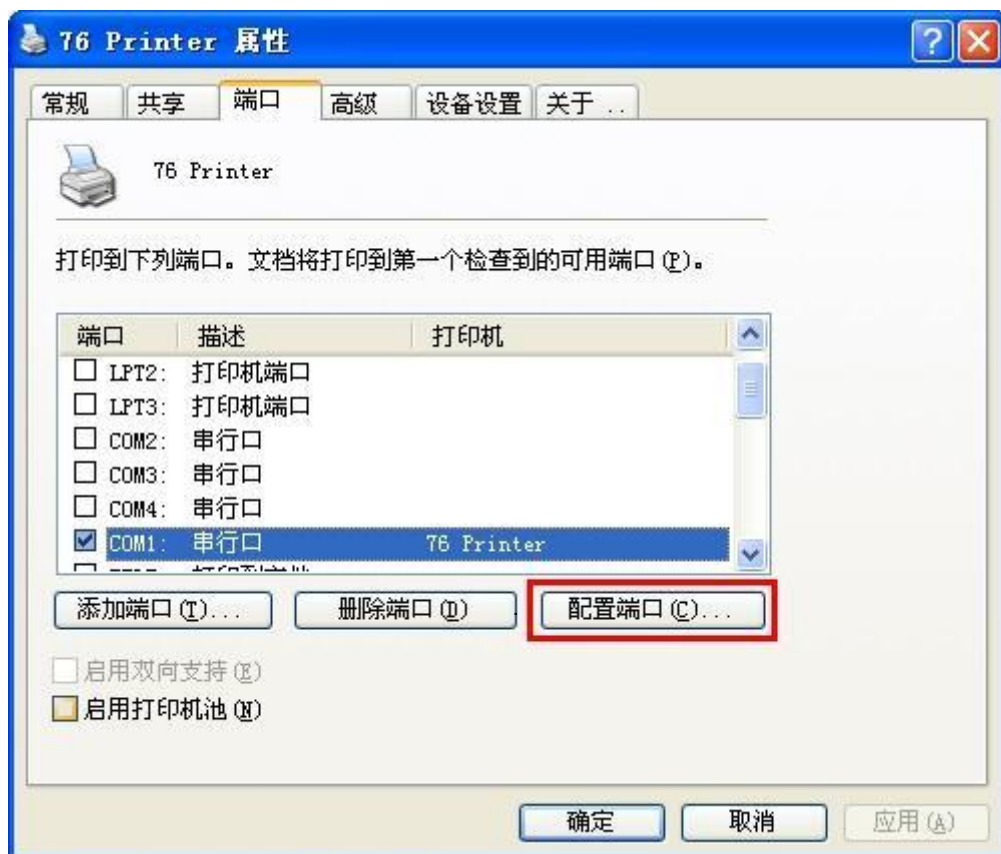 76 Printer 属性
常规 共享 端口 高级 设备设置 关于 ..
76 Printer
打印到下列端口。文档将打印到第一个检查到的可用端口(P)。
端口 描述 打印机
LPT2: 打印机端口
LPT3: 打印机端口
COM2: 串行口
COM3: 串行口
COM4: 串行口
COM1: 串行口 76 Printer
添加端口(T)... 删除端口(D) 配置端口(C)...
启用双向支持(E)
启用打印机池(N)
确定 取消 应用(A)